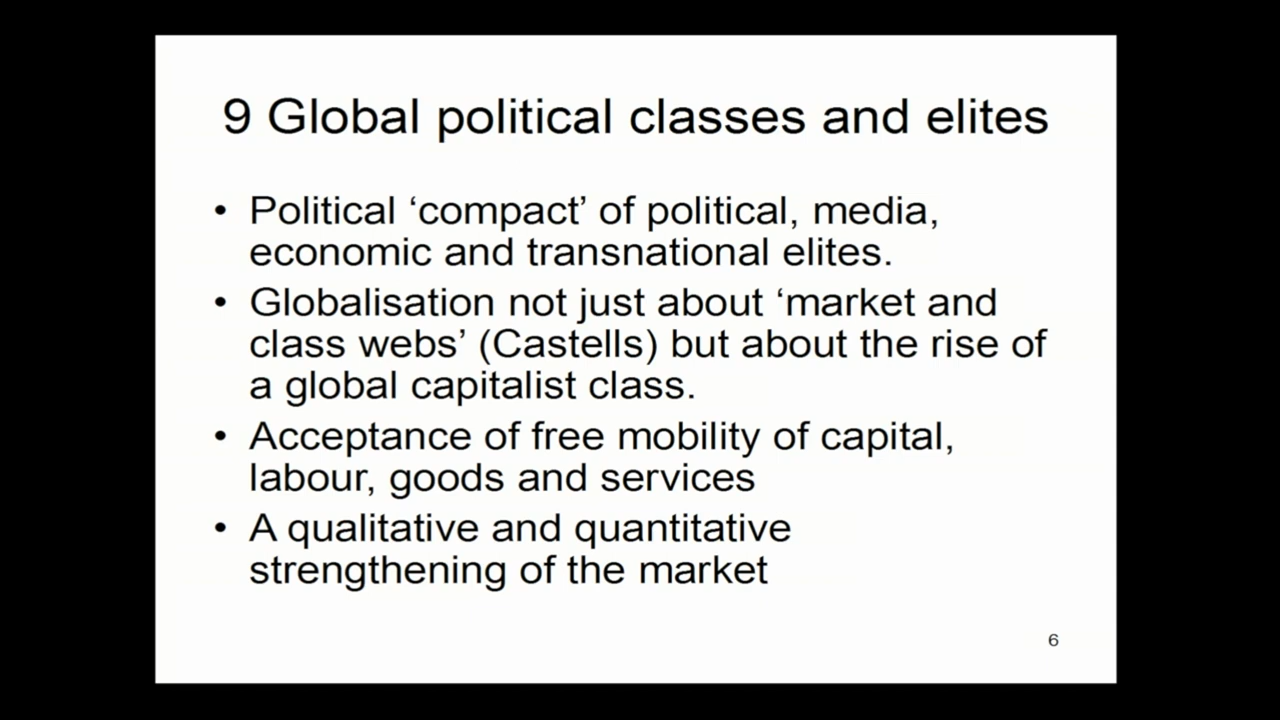 9 Global political classes and elites
• Political ‘compact’ of political, media,
economic and transnational elites.
• Globalisation not just about ‘market and
class webs’ (Castells) but about the rise of
a global capitalist class.
• Acceptance of free mobility of capital,
labour, goods and services
• A qualitative and quantitative
strengthening of the market
6